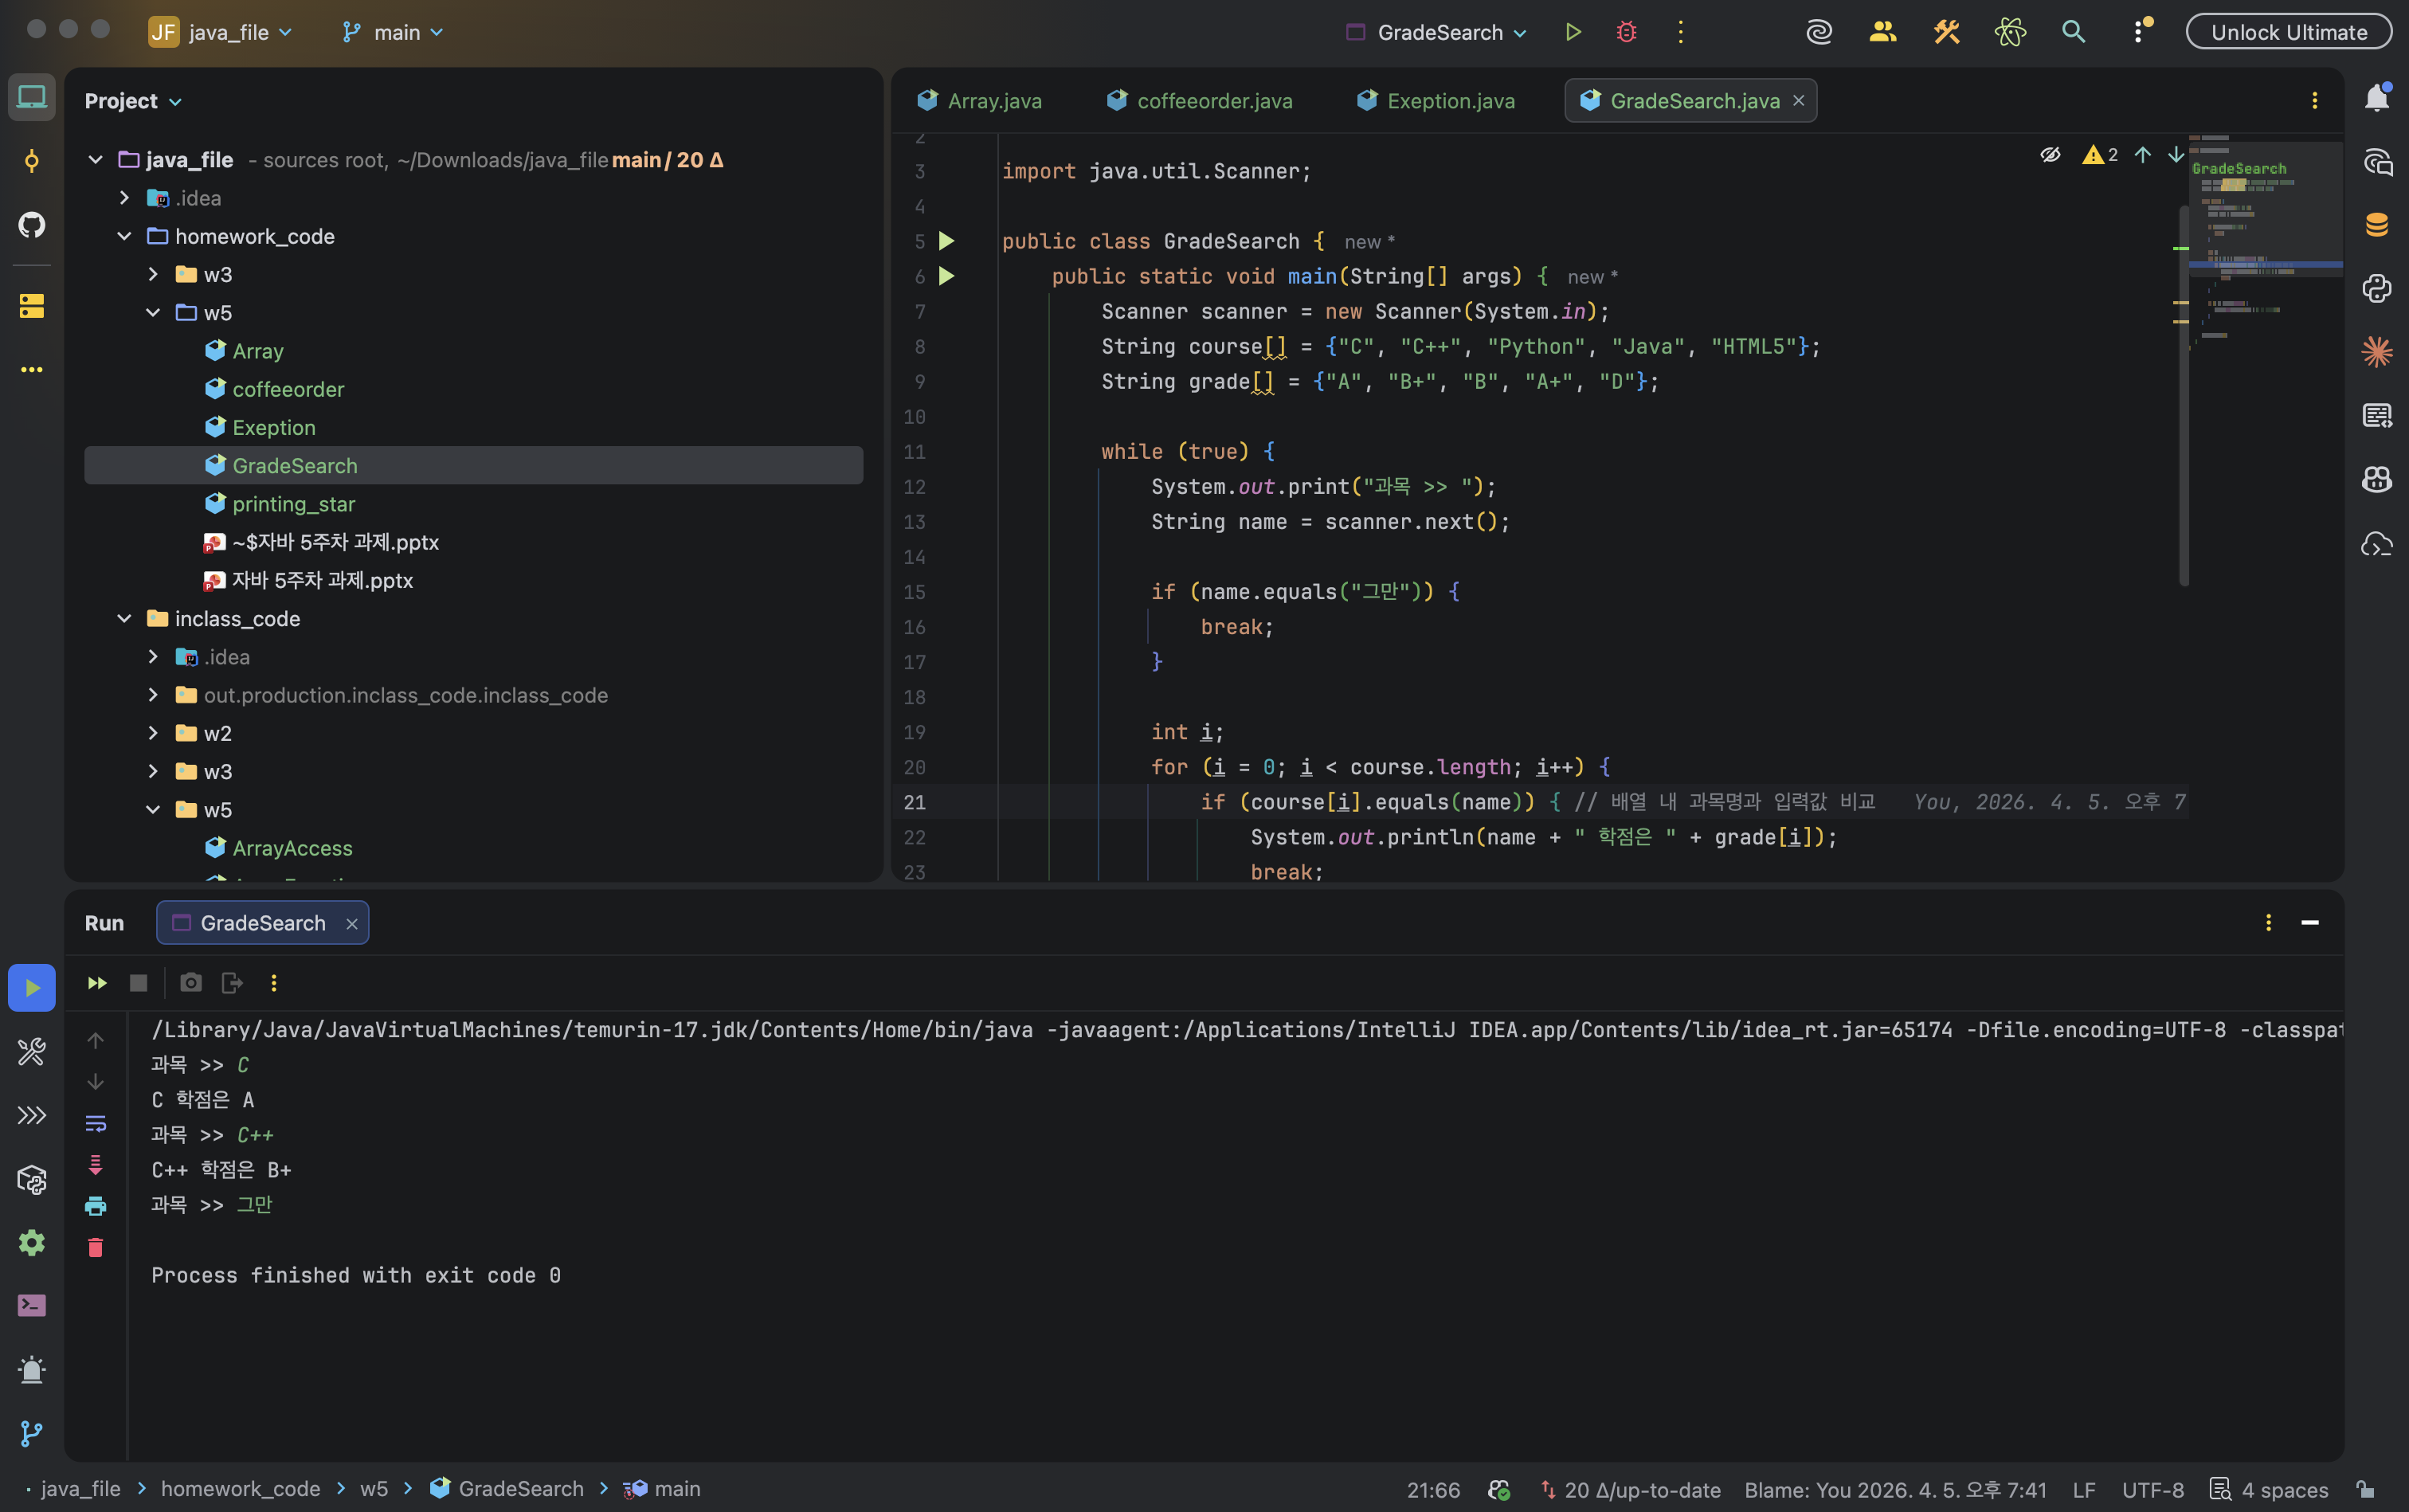 JF java_file main GradeSearch Unlock Ultimate
Project
java_file - sources root, ~/Downloads/java_file main / 20 Δ
.idea
homework_code
w3
w5
Array
coffeeorder
Exeption
GradeSearch
printing_star
~$자바 5주차 과제.pptx
자바 5주차 과제.pptx
inclass_code
.idea
out.production.inclass_code.inclass_code
w2
w3
w5
ArrayAccess
Array.java coffeeorder.java Exeption.java GradeSearch.java
2
3 import java.util.Scanner;
4
5 public class GradeSearch { new *
6 public static void main(String[] args) { new *
7 Scanner scanner = new Scanner(System.in);
8 String course[] = {"C", "C++", "Python", "Java", "HTML5"};
9 String grade[] = {"A", "B+", "B", "A+", "D"};
10
11 while (true) {
12 System.out.print("과목 >> ");
13 String name = scanner.next();
14
15 if (name.equals("그만")) {
16 break;
17 }
18
19 int i;
20 for (i = 0; i < course.length; i++) {
21 if (course[i].equals(name)) { // 배열 내 과목명과 입력값 비교 You, 2026. 4. 5. 오후 7
22 System.out.println(name + " 학점은 " + grade[i]);
23 break;
2
GradeSearch
Run GradeSearch
/Library/Java/JavaVirtualMachines/temurin-17.jdk/Contents/Home/bin/java -javaagent:/Applications/IntelliJ IDEA.app/Contents/lib/idea_rt.jar=65174 -Dfile.encoding=UTF-8 -classpat
과목 >> C
C 학점은 A
과목 >> C++
C++ 학점은 B+
과목 >> 그만
Process finished with exit code 0
java_file > homework_code > w5 > GradeSearch > main 21:66 20 Δ/up-to-date Blame: You 2026. 4. 5. 오후 7:41 LF UTF-8 4 spaces